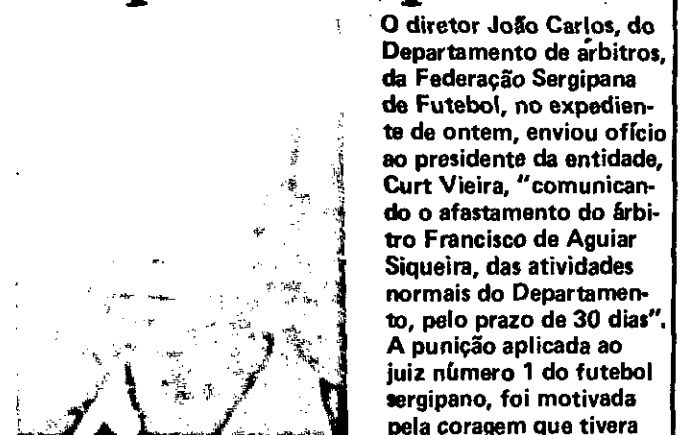 O diretor João Carlos, do
Departamento de árbitros,
da Federação Sergipana
de Futebol, no expedien-
te de ontem, enviou ofício
ao presidente da entidade,
Curt Vieira, "comunican-
do o afastamento do árbi-
tro Francisco de Aguiar
Siqueira, das atividades
normais do Departamen-
to, pelo prazo de 30 dias".
A punição aplicada ao
juiz número 1 do futebol
sergipano, foi motivada
pela coragem que tivera